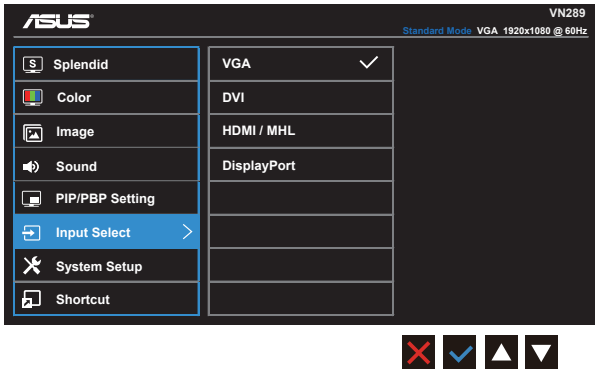 ASUS
VN289
Standard Mode VGA 1920x1080 @ 60Hz
S Splendid
Color
Image
Sound
PIP/PBP Setting
Input Select
System Setup
Shortcut
VGA
DVI
HDMI / MHL
DisplayPort